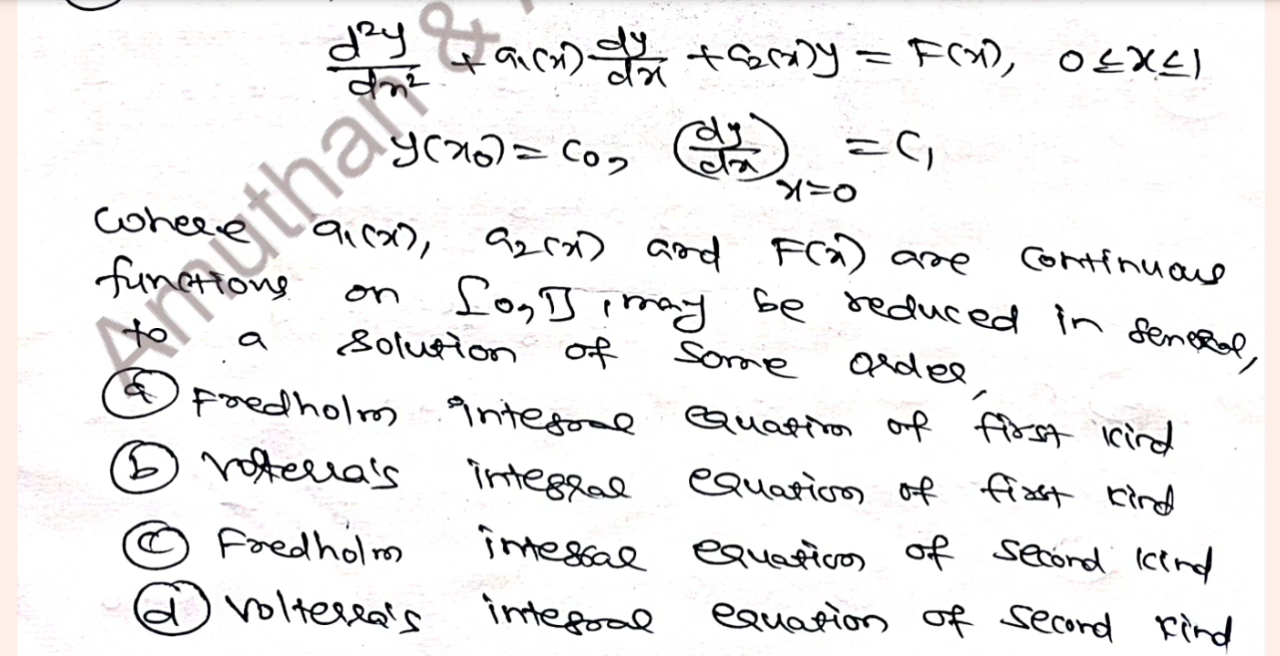 d²y/dx² + a₁(x) dy/dx + a₂(x)y = F(x), 0≤x≤1
y(x₀) = C₀, (dy/dx)ₓ₌₀ = C₁
where a₁(x), a₂(x) and F(x) are continuous
functions on [0,1], may be reduced in general,
to a solution of some order,
(a) Fredholm integral equation of first kind
(b) Volterra's integral equation of first kind
(c) Fredholm integral equation of second kind
(d) Volterra's integral equation of second kind
Amuthan &